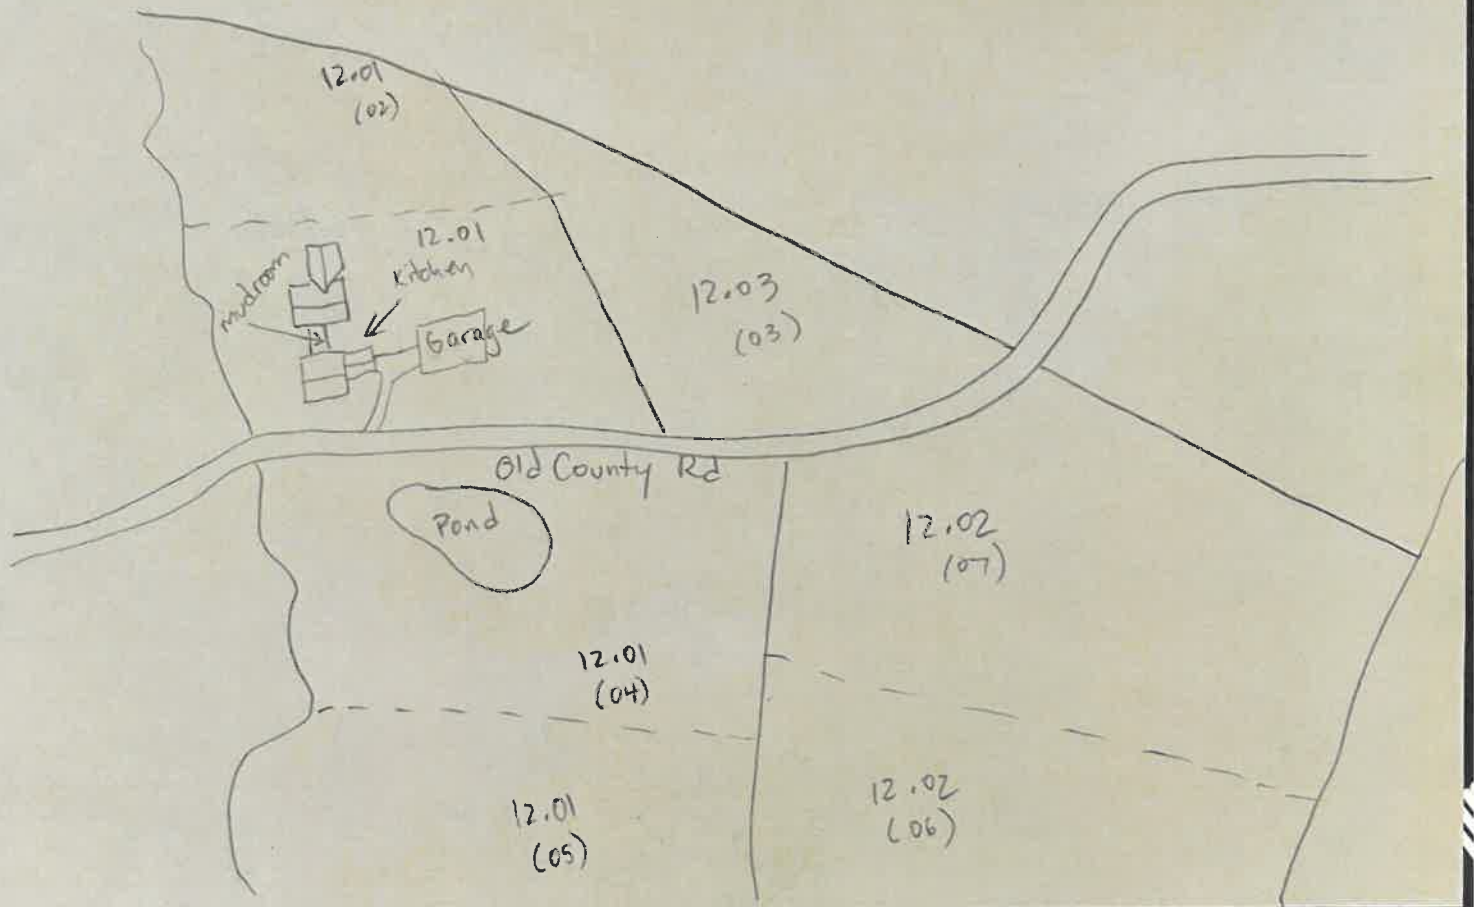 12.01
(02)
12.01
Kitchen
mudroom
Garage
12.03
(03)
Old County Rd
Pond
12.02
(07)
12.01
(04)
12.02
(06)
12.01
(05)